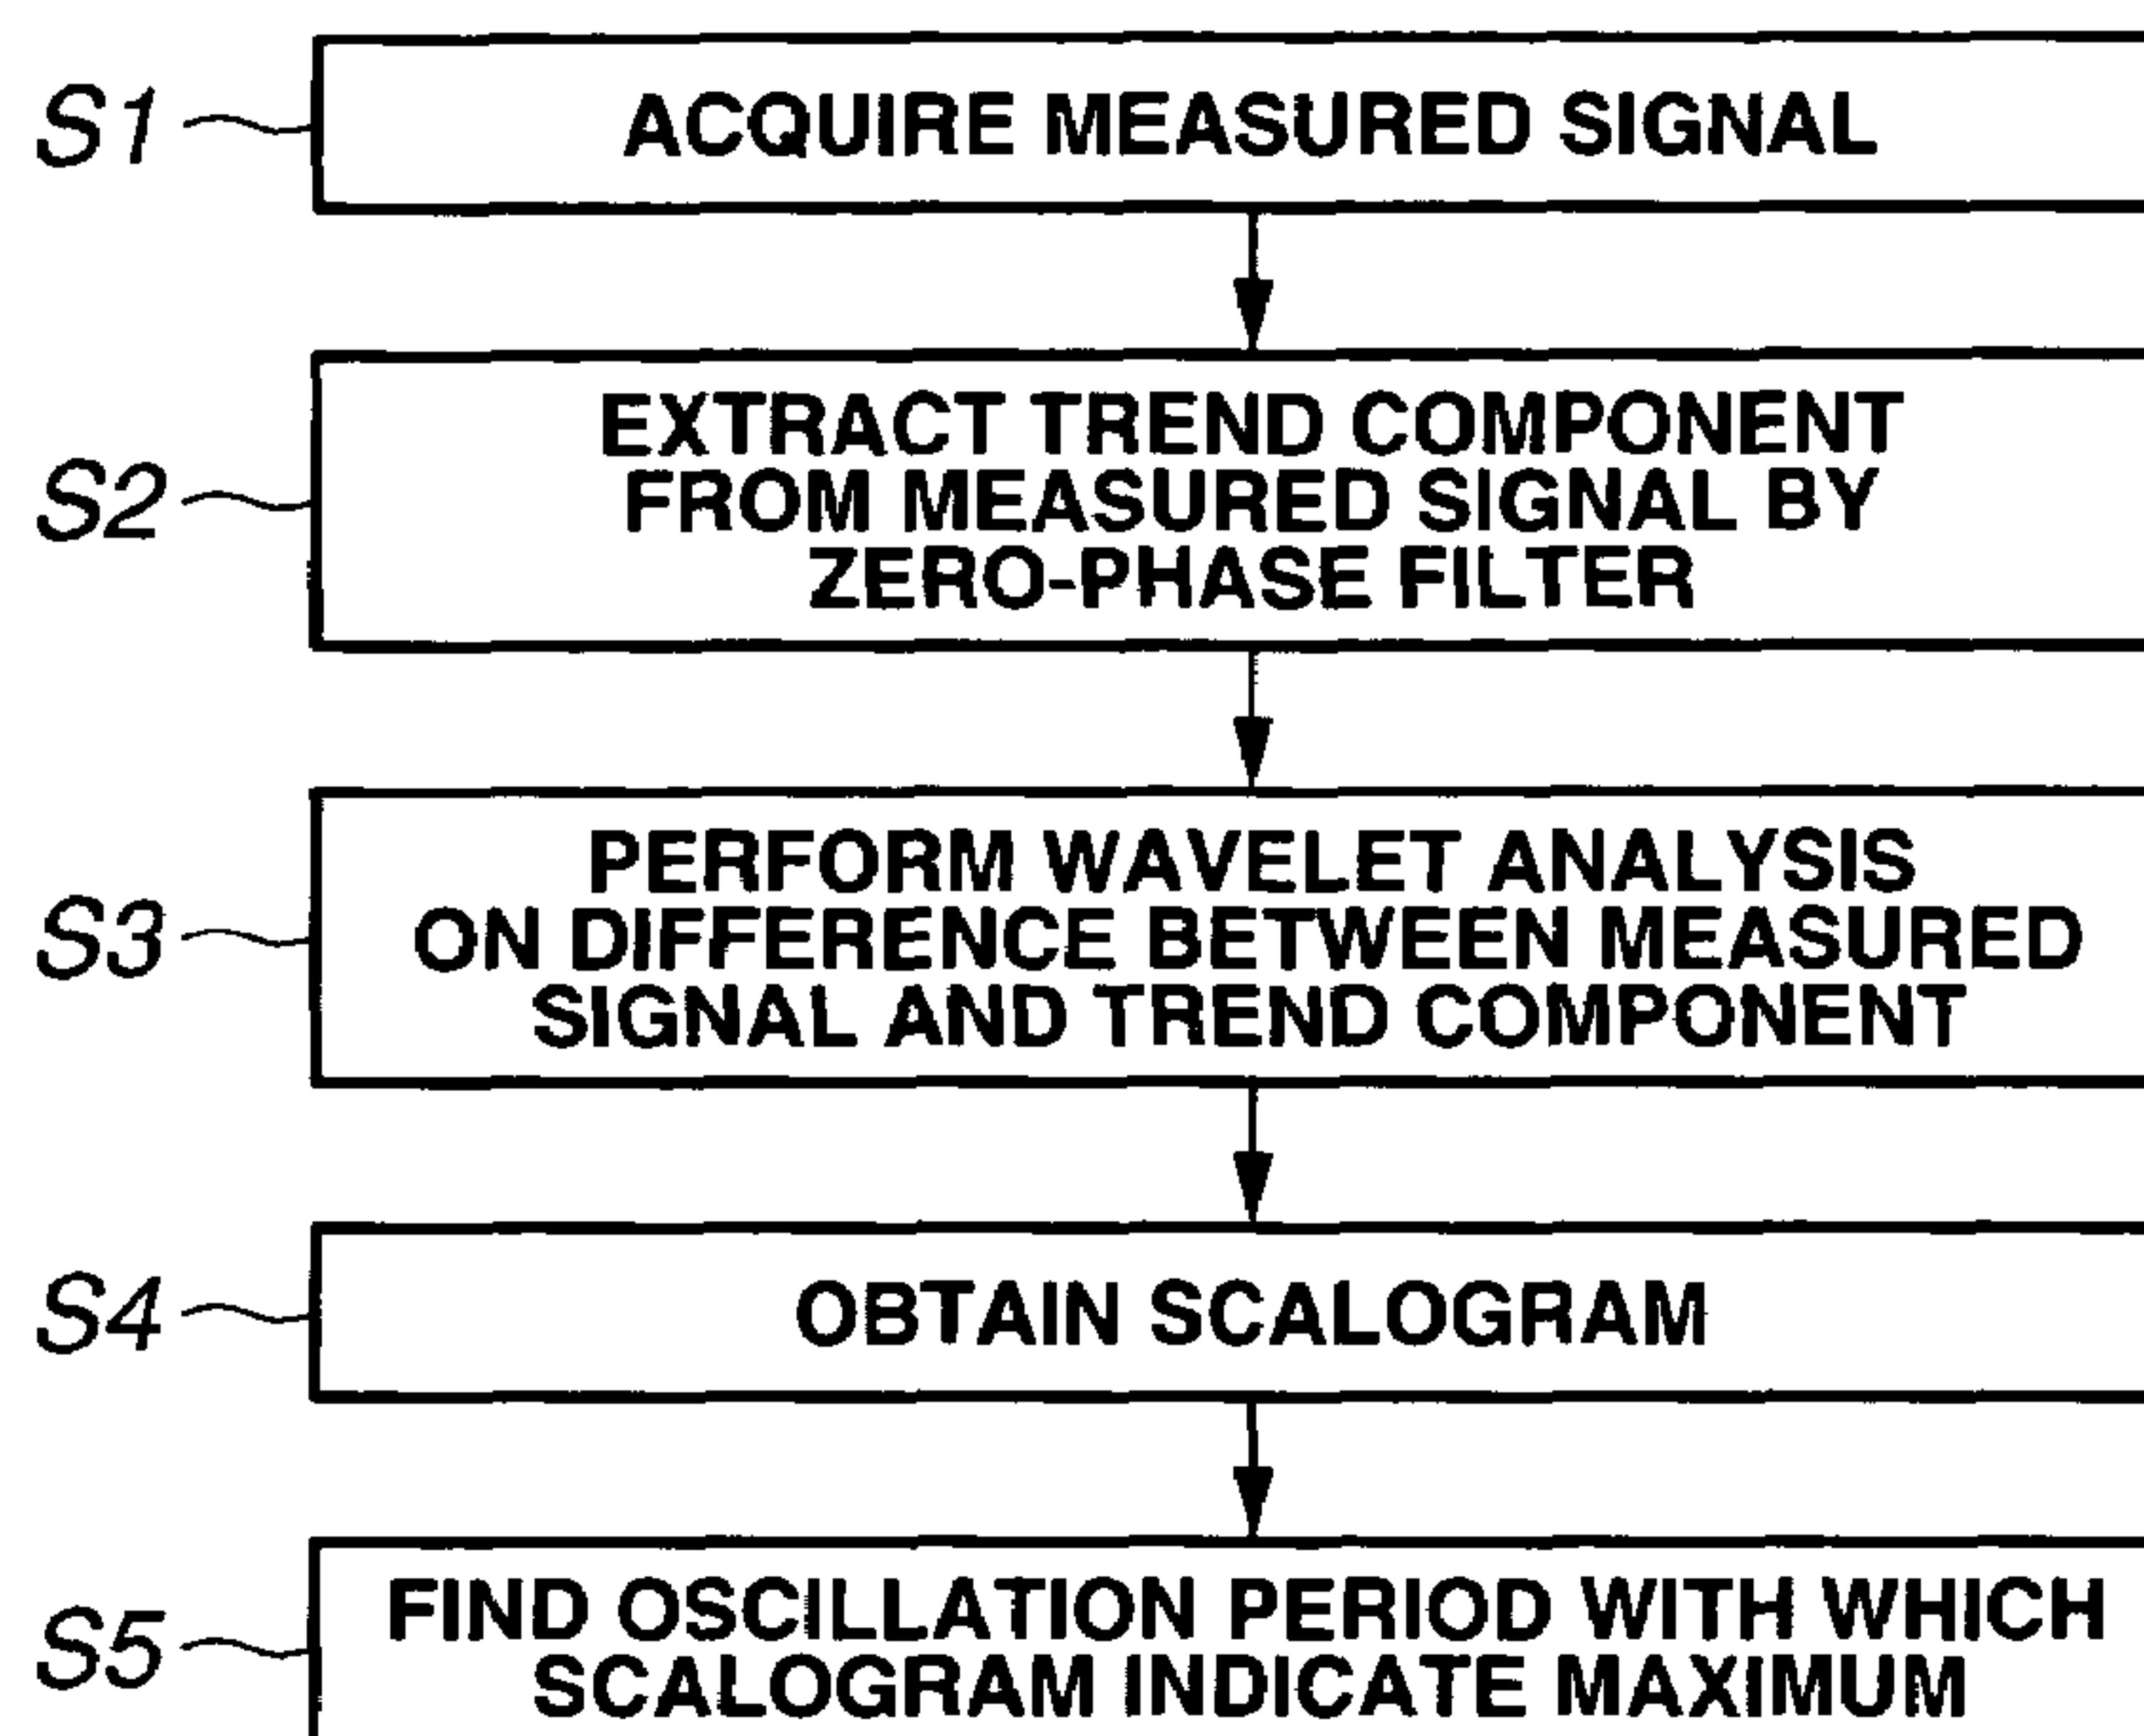 S1
ACQUIRE MEASURED SIGNAL
S2
EXTRACT TREND COMPONENT
FROM MEASURED SIGNAL BY
ZERO-PHASE FILTER
S3
PERFORM WAVELET ANALYSIS
ON DIFFERENCE BETWEEN MEASURED
SIGNAL AND TREND COMPONENT
S4
OBTAIN SCALOGRAM
S5
FIND OSCILLATION PERIOD WITH WHICH
SCALOGRAM INDICATE MAXIMUM